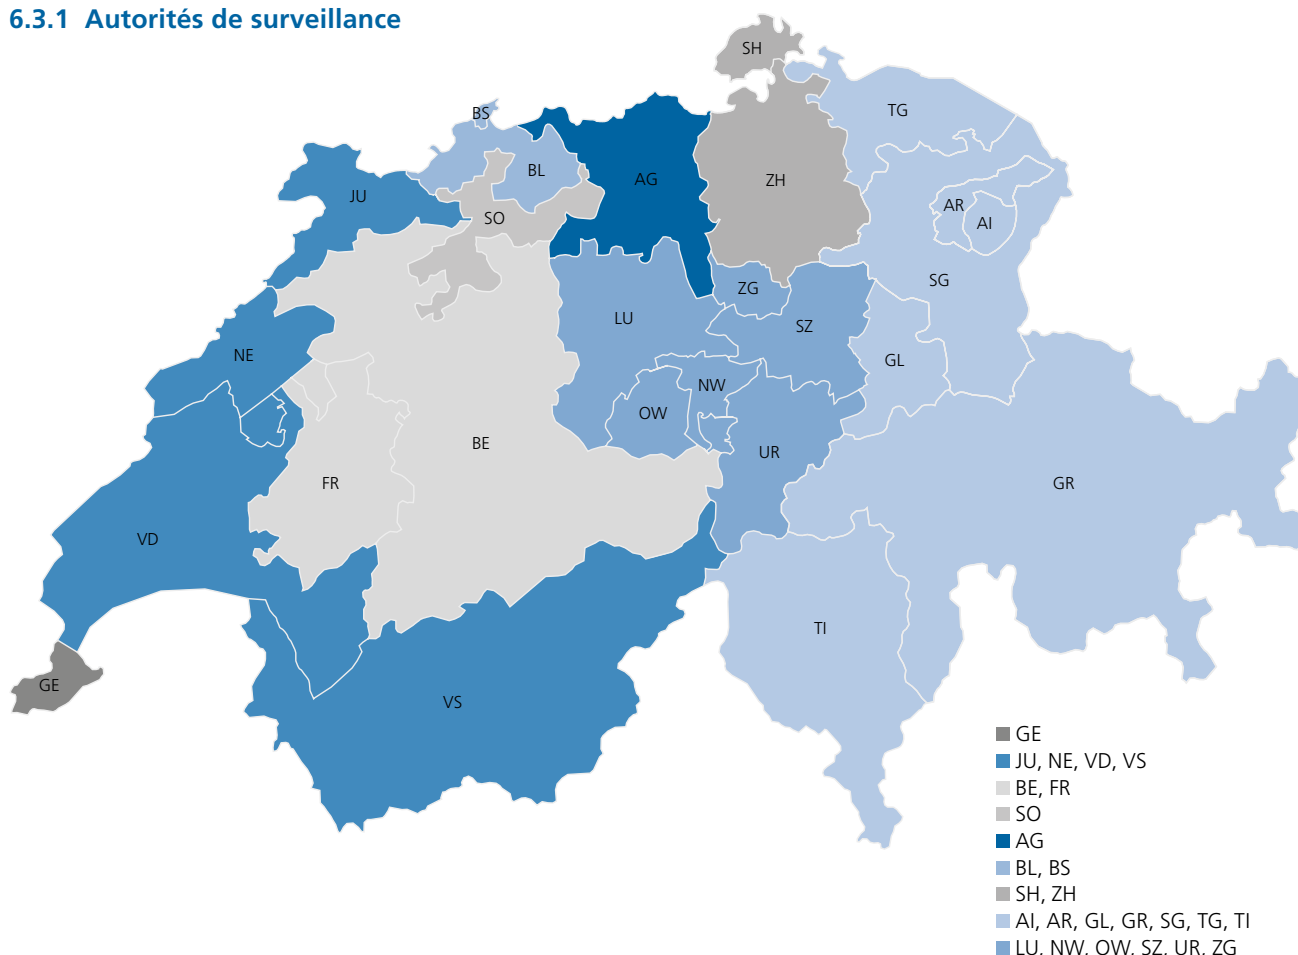 6.3.1 Autorités de surveillance
SH
TG
BS
BL
AG
ZH
JU
AR
SO
AI
SG
ZG
LU
SZ
NE
GL
NW
OW
BE
UR
FR
GR
VD
TI
GE
VS
GE
JU, NE, VD, VS
BE, FR
SO
AG
BL, BS
SH, ZH
AI, AR, GL, GR, SG, TG, TI
LU, NW, OW, SZ, UR, ZG